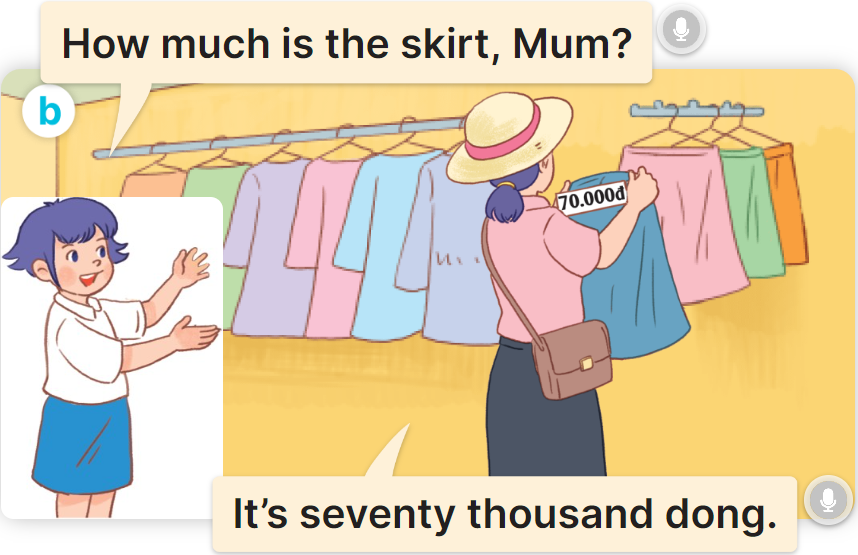 How much is the skirt, Mum?
b
70.000đ
It's seventy thousand dong.